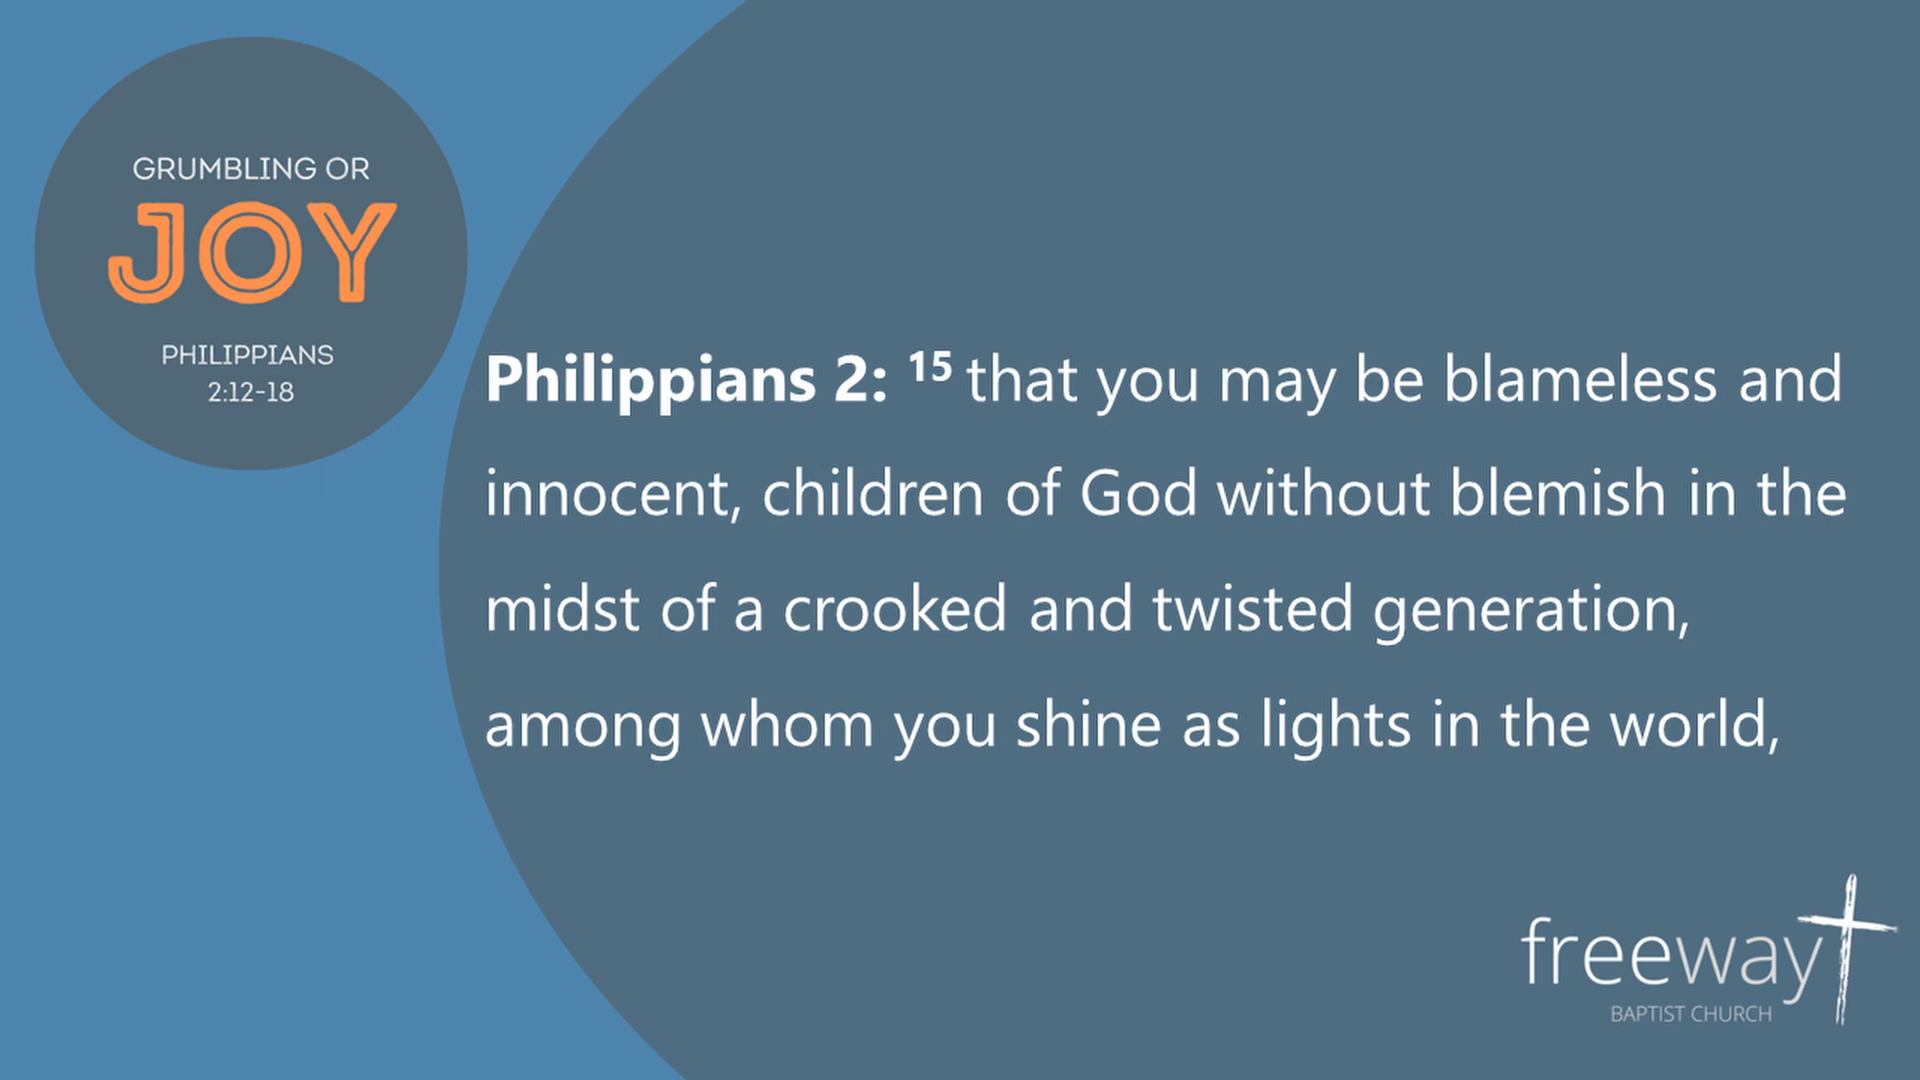 GRUMBLING OR
JOY
PHILIPPIANS
2:12-18
Philippians 2: 15 that you may be blameless and
innocent, children of God without blemish in the
midst of a crooked and twisted generation,
among whom you shine as lights in the world,
freeway
BAPTIST CHURCH